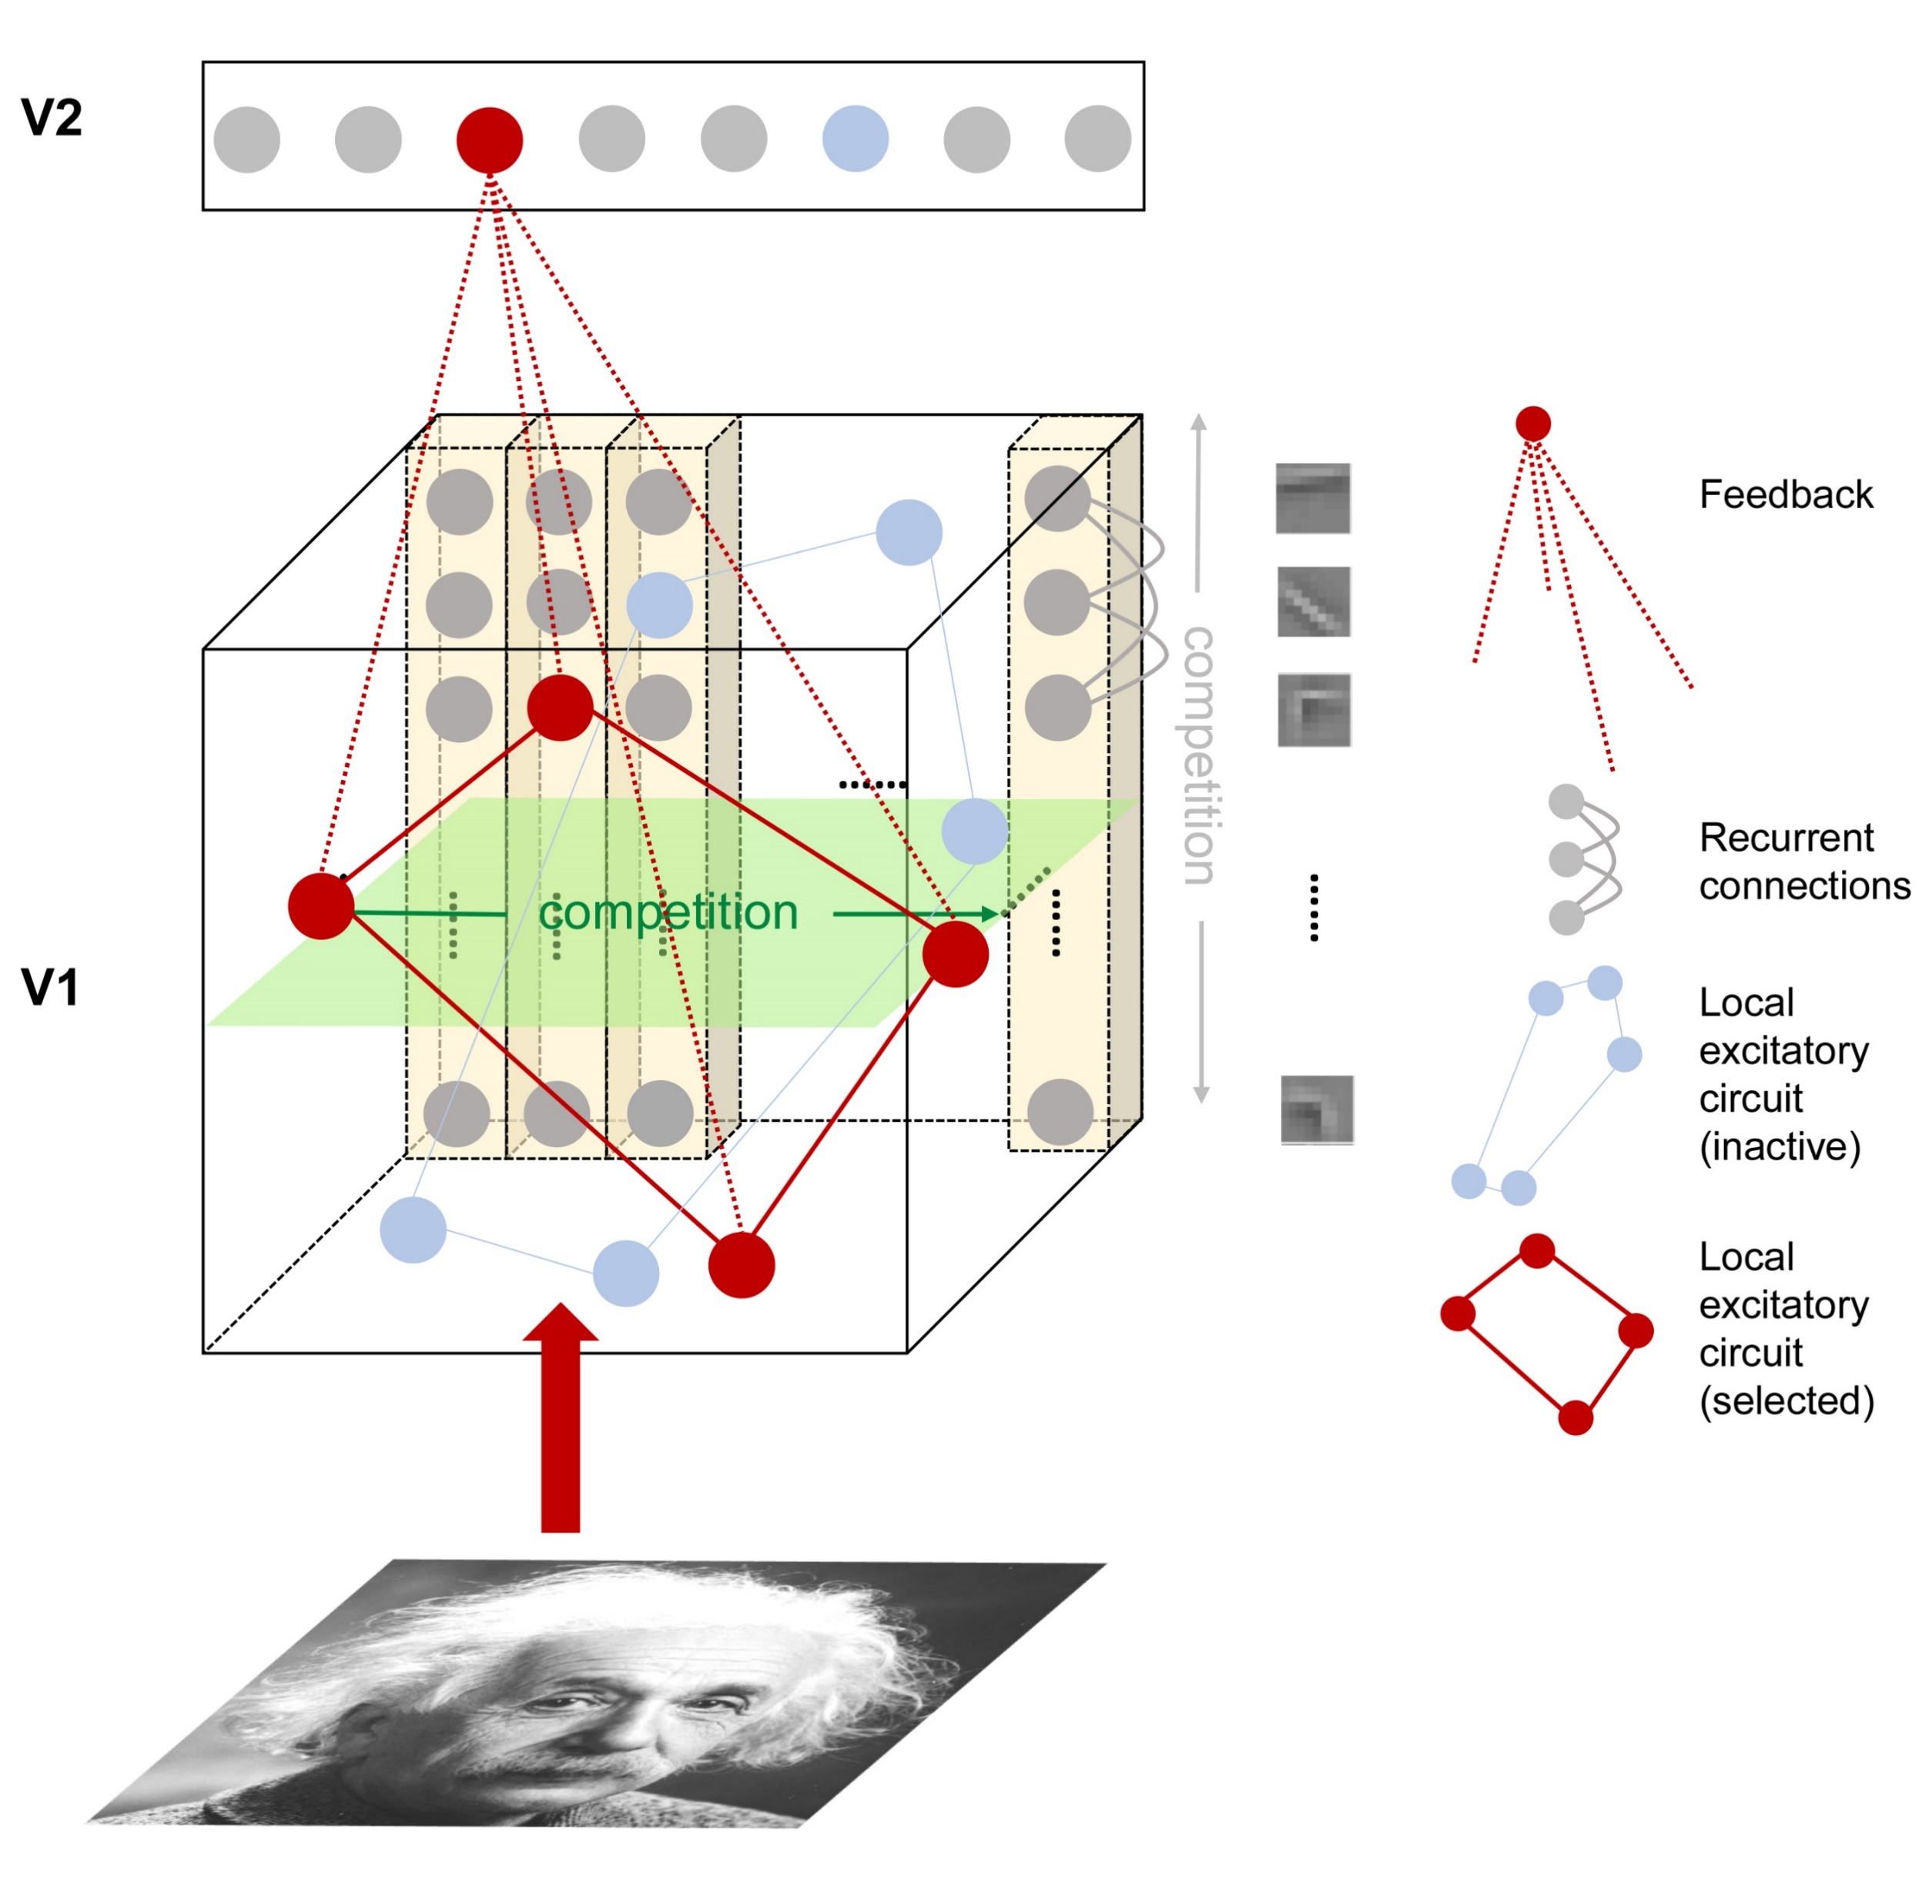 V2
V1
competition
competition
Feedback
Recurrent
connections
Local
excitatory
circuit
(inactive)
Local
excitatory
circuit
(selected)